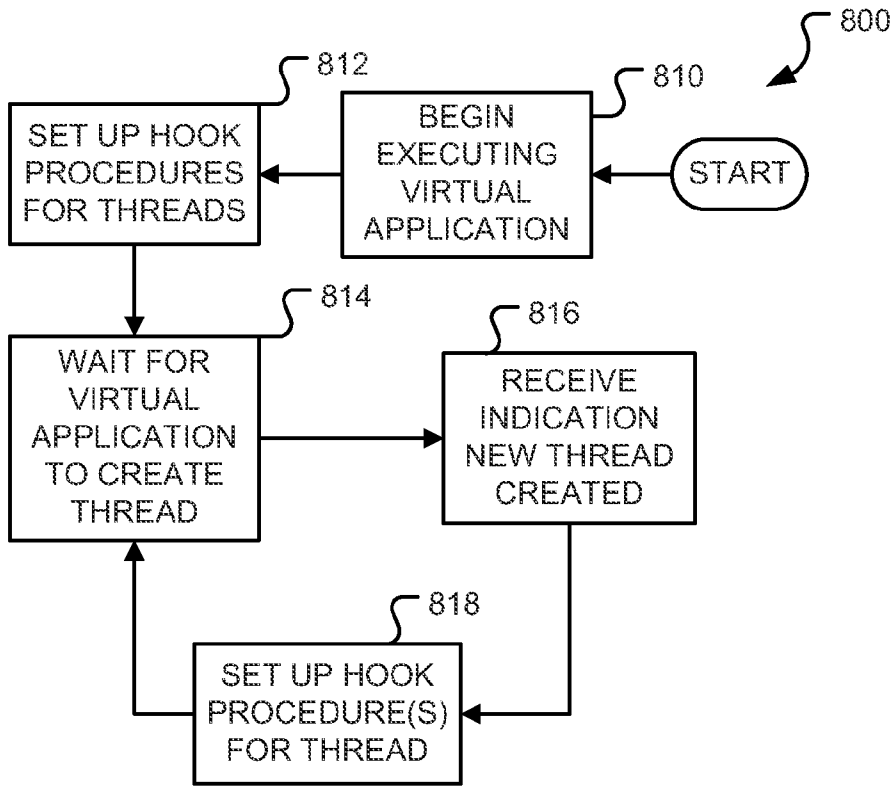 800
START
810
BEGIN
EXECUTING
VIRTUAL
APPLICATION
812
SET UP HOOK
PROCEDURES
FOR THREADS
814
WAIT FOR
VIRTUAL
APPLICATION
TO CREATE
THREAD
816
RECEIVE
INDICATION
NEW THREAD
CREATED
818
SET UP HOOK
PROCEDURE(S)
FOR THREAD